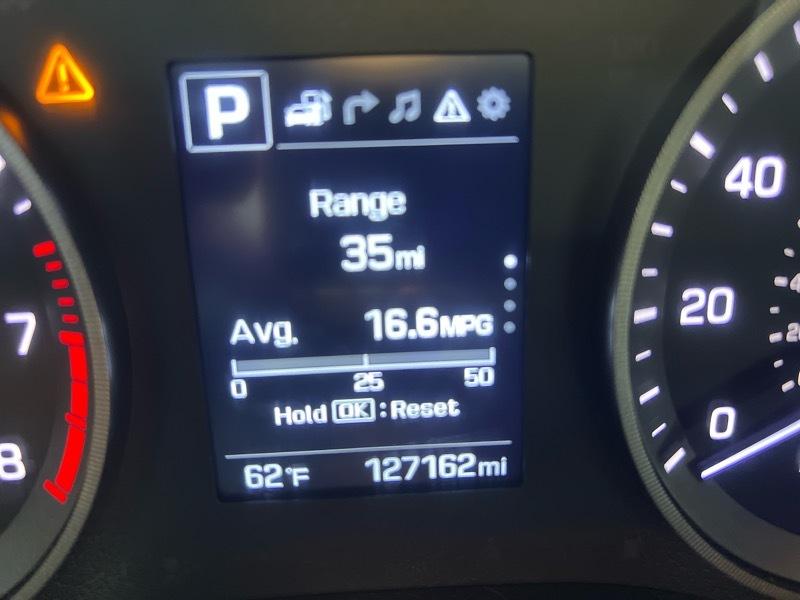 P
Range
35mi
Avg. 16.6MPG
0 25 50
Hold OK : Reset
62°F 127162mi
7
8
40
20
0